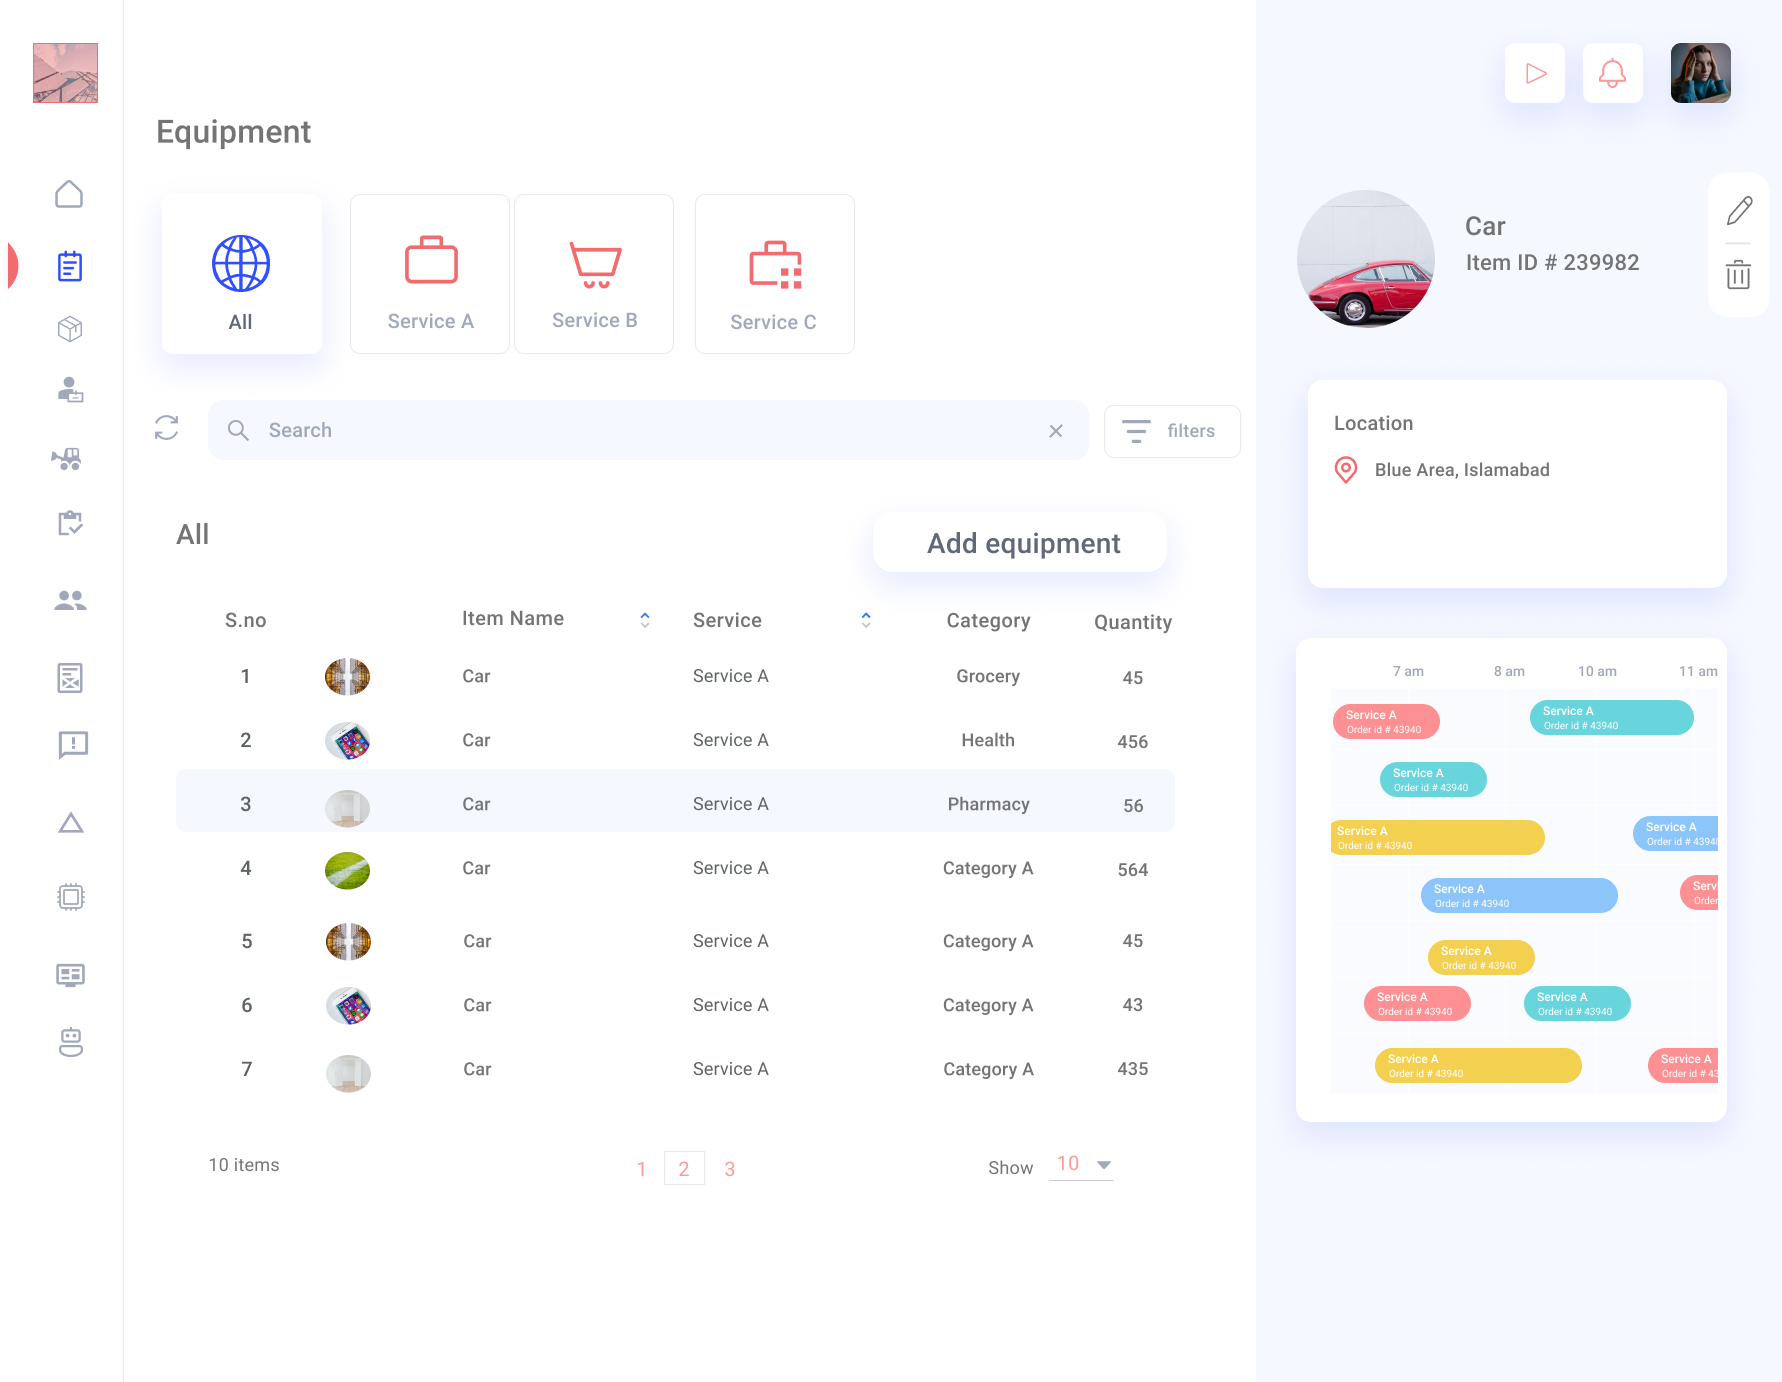 Equipment
All
Service A
Service B
Service C
Search
filters
All
Add equipment
S.no
Item Name
Service
Category
Quantity
1 Car Service A Grocery 45
2 Car Service A Health 456
3 Car Service A Pharmacy 56
4 Car Service A Category A 564
5 Car Service A Category A 45
6 Car Service A Category A 43
7 Car Service A Category A 435
10 items
1 2 3
Show 10
Car
Item ID # 239982
Location
Blue Area, Islamabad
7 am 8 am 10 am 11 am
Service A
Order id # 43940
Service A
Order id # 43940
Service A
Order id # 43940
Service A
Order id # 43940
Service A
Order id # 4394
Service A
Order id # 43940
Serv
Orde
Service A
Order id # 43940
Service A
Order id # 43940
Service A
Order id # 43940
Service A
Order id # 43940
Service A
Order id # 43